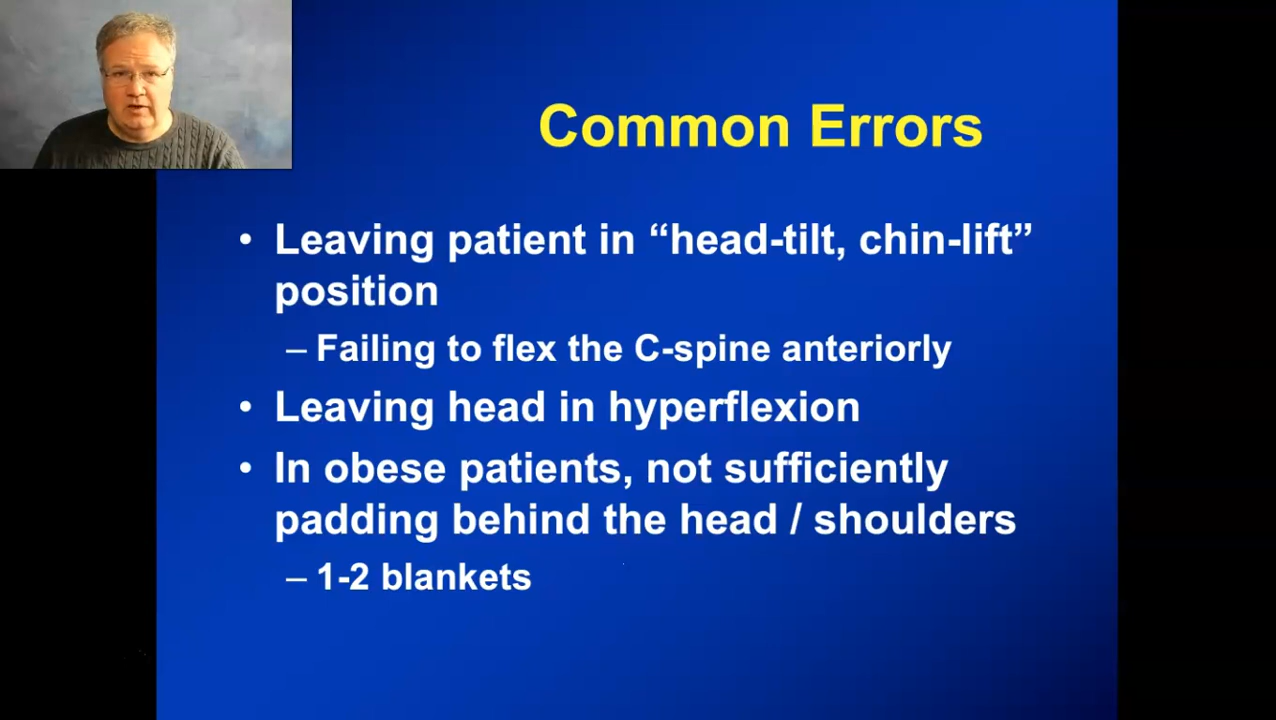 Common Errors
• Leaving patient in “head-tilt, chin-lift”
position
– Failing to flex the C-spine anteriorly
• Leaving head in hyperflexion
• In obese patients, not sufficiently
padding behind the head / shoulders
– 1-2 blankets